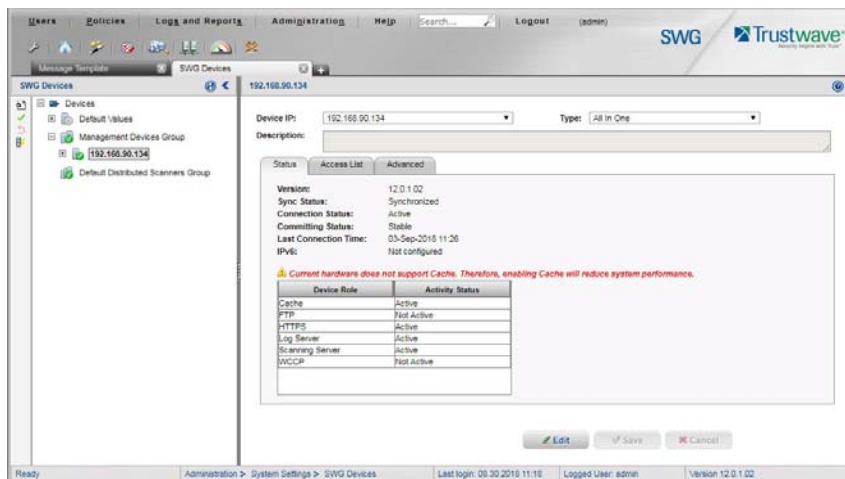 Users Policies Logs and Reports Administration Help Search... Logout (admin)
SWG Trustwave®
Security begins with Trust™
Message Template SWG Devices
SWG Devices
192.168.90.134
Devices
Default Values
Management Devices Group
192.168.90.134
Default Distributed Scanners Group
Device IP: 192.168.90.134 Type: All In One
Description:
Status Access List Advanced
Version: 12.0.1.02
Sync Status: Synchronized
Connection Status: Active
Committing Status: Stable
Last Connection Time: 03-Sep-2018 11:26
IPv6: Not configured
Current hardware does not support Cache. Therefore, enabling Cache will reduce system performance.
Device Role Activity Status
Cache Active
FTP Not Active
HTTPS Active
Log Server Active
Scanning Server Active
WCCP Not Active
Edit Save Cancel
Ready Administration > System Settings > SWG Devices Last login: 08.30.2018 11:18 Logged User: admin Version 12.0.1.02